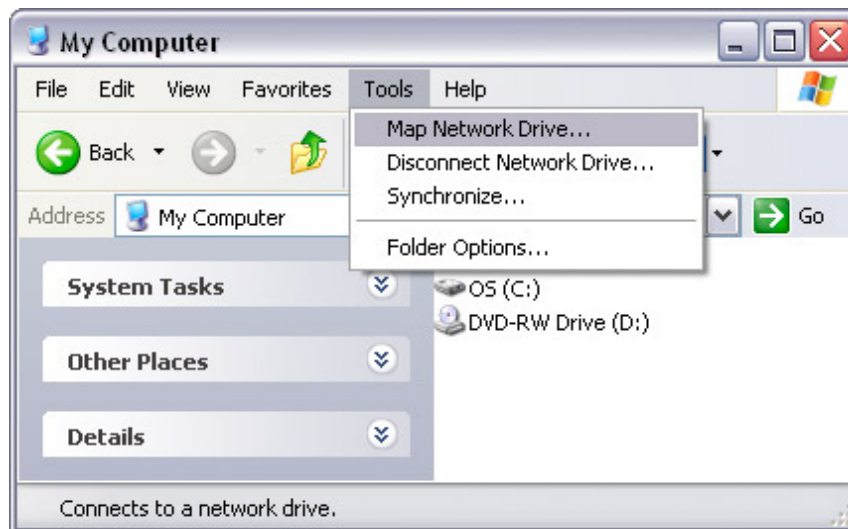 My Computer
File Edit View Favorites Tools Help
Map Network Drive...
Back
Disconnect Network Drive...
Synchronize...
Address My Computer
Go
Folder Options...
System Tasks
OS (C:)
DVD-RW Drive (D:)
Other Places
Details
Connects to a network drive.